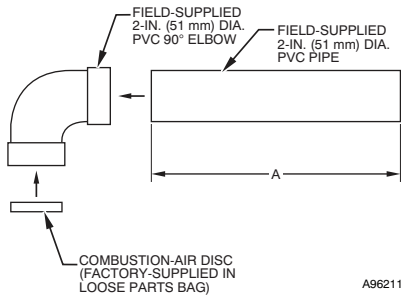 FIELD-SUPPLIED
2-IN. (51 mm) DIA.
PVC 90° ELBOW
FIELD-SUPPLIED
2-IN. (51 mm) DIA.
PVC PIPE
A
COMBUSTION-AIR DISC
(FACTORY-SUPPLIED IN
LOOSE PARTS BAG)
A96211